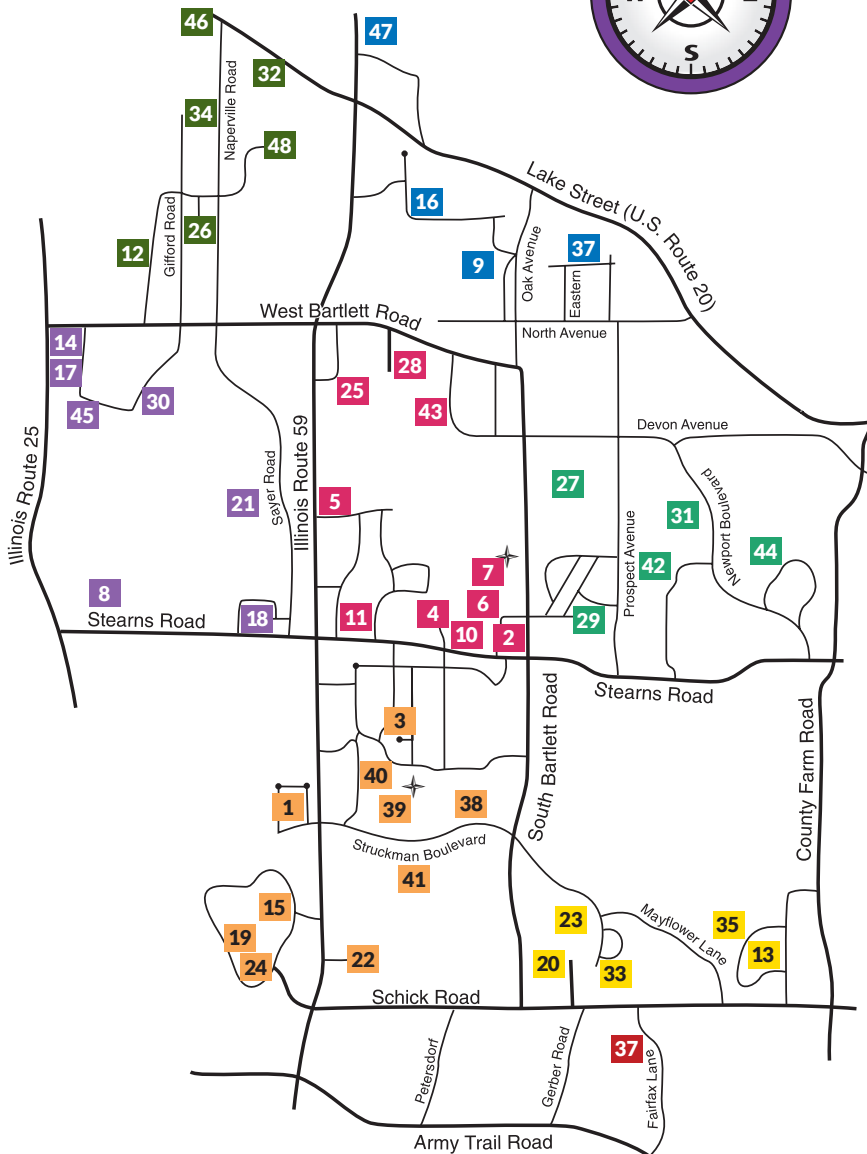 46
47
32
S
34
Naperville Road
48
Lake Street (U.S. Route 20)
16
Gifford Road
26
12
Oak Avenue
37
9
Eastern
West Bartlett Road
North Avenue
14
28
17
25
30
45
43
Devon Avenue
Illinois Route 25
Illinois Route 59
Sayer Road
21
5
27
31
Newport Boulevard
Prospect Avenue
44
42
7
8
6
Stearns Road
18
11
4
10
2
29
Stearns Road
South Bartlett Road
County Farm Road
3
40
39
38
1
Struckman Boulevard
41
15
23
Mayflower Lane
35
19
24
22
20
33
13
Schick Road
Petersdorf
Gerber Road
37
Fairfax Lane
Army Trail Road